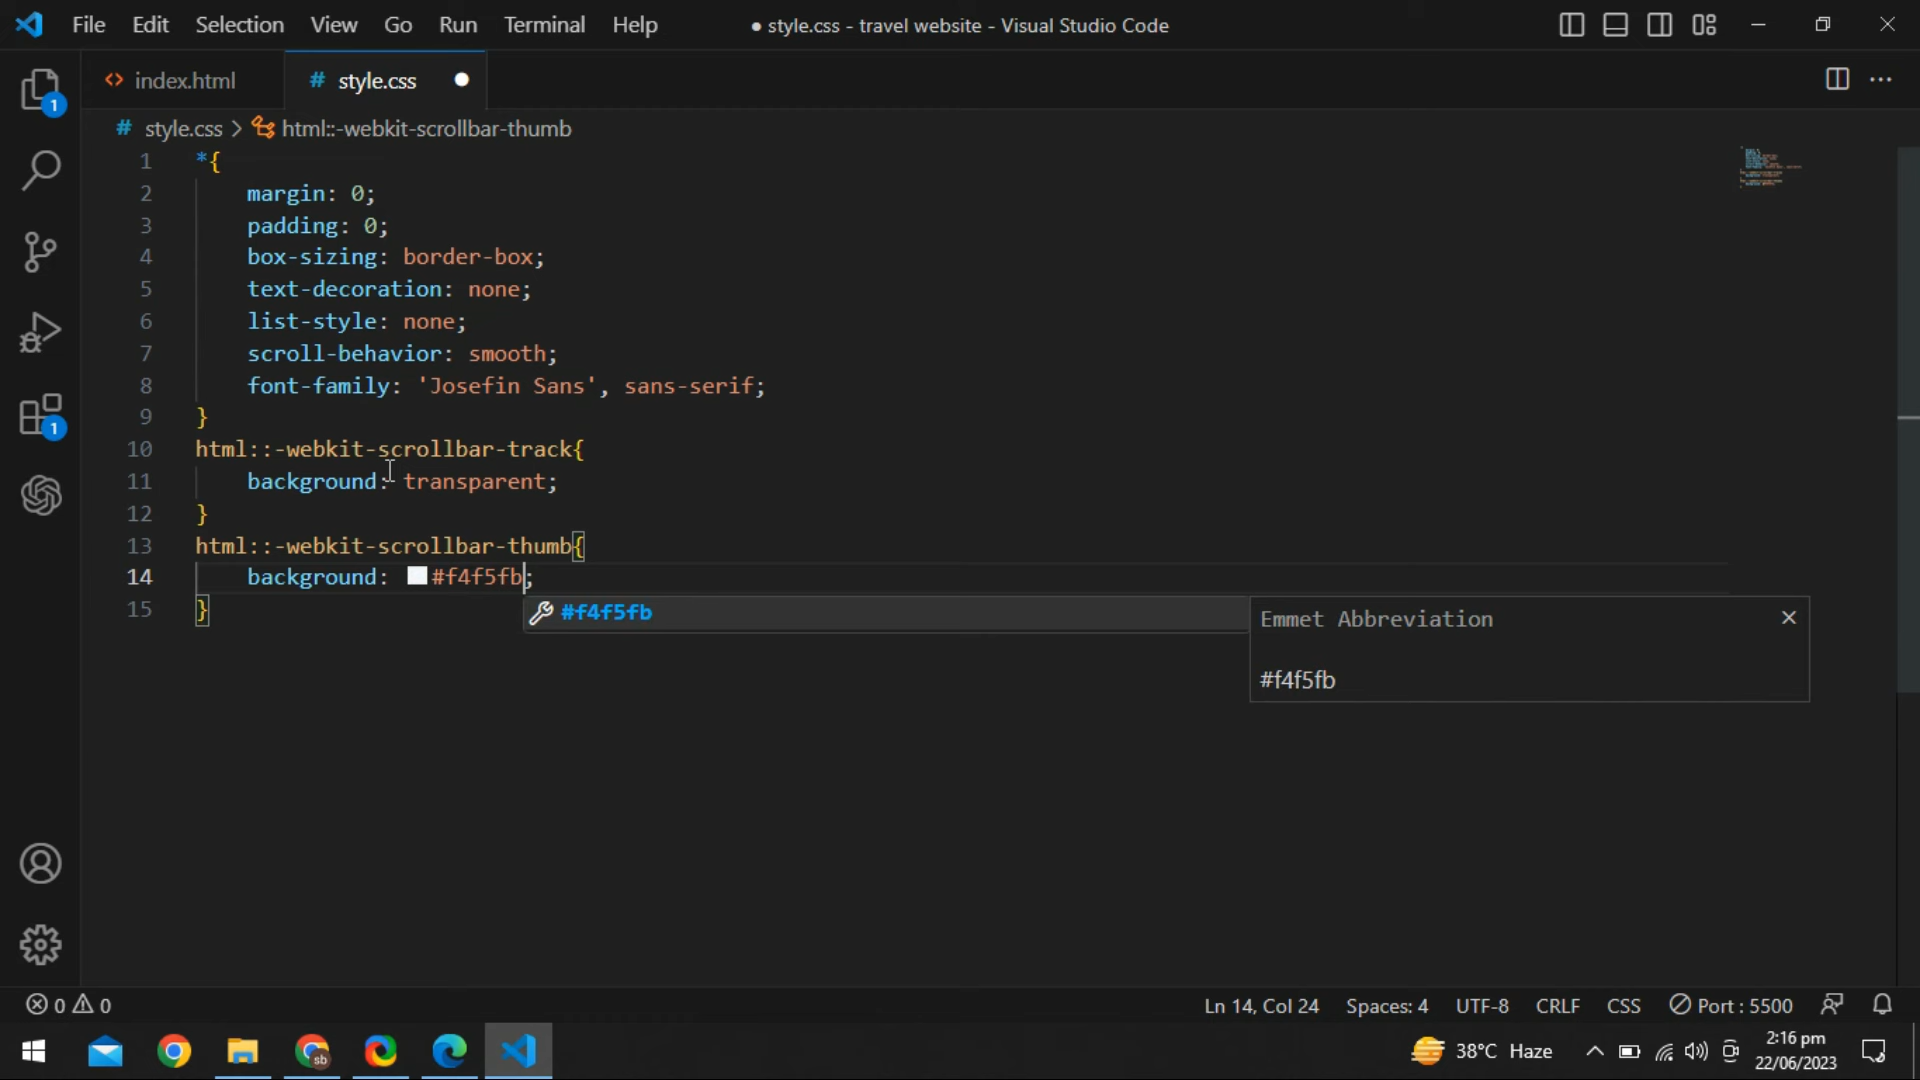 File Edit Selection View Go Run Terminal Help ● style.css - travel website - Visual Studio Code
<> index.html # style.css ●
# style.css > html::-webkit-scrollbar-thumb
1 *{
2 margin: 0;
3 padding: 0;
4 box-sizing: border-box;
5 text-decoration: none;
6 list-style: none;
7 scroll-behavior: smooth;
8 font-family: 'Josefin Sans', sans-serif;
9 }
10 html::-webkit-scrollbar-track{
11 background: transparent;
12 }
13 html::-webkit-scrollbar-thumb{
14 background: #f4f5fb;
15 }
#f4f5fb
Emmet Abbreviation
#f4f5fb
1
1
0 0 Ln 14, Col 24 Spaces: 4 UTF-8 CRLF CSS Port : 5500
sb
38°C Haze
2:16 pm
22/06/2023